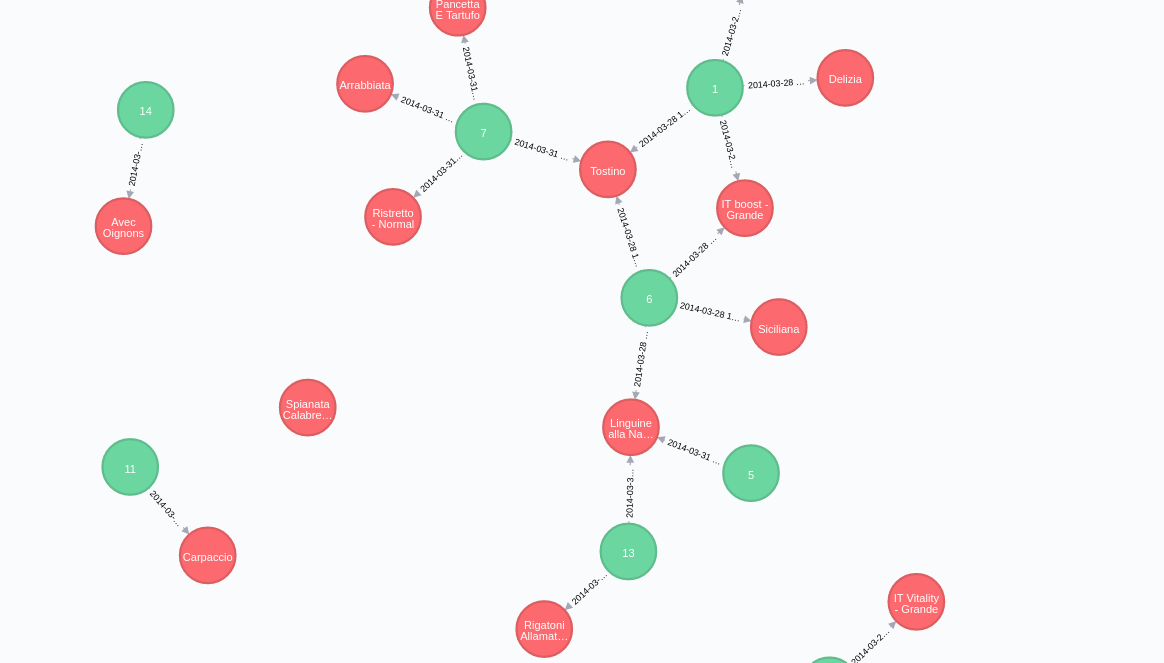 Pancetta
E Tartufo
2014-03-2...
2014-03-31
Arrabbiata
2014-03-31 ...
7
2014-03-31 ...
2014-03-31...
Ristretto
- Normal
1
2014-03-28 ...
Delizia
2014-03-28 1...
2014-03-2...
Tostino
IT boost -
Grande
14
2014-03-
Avec
Oignons
2014-03-28 1...
2014-03-28 ...
6
2014-03-28 1...
Siciliana
2014-03-28
Spianata
Calabre...
Linguine
alla Na...
2014-03-31 ...
5
11
2014-03-...
Carpaccio
2014-03-3...
13
2014-03-...
Rigatoni
Allamat...
IT Vitality
- Grande
2014-03-2...